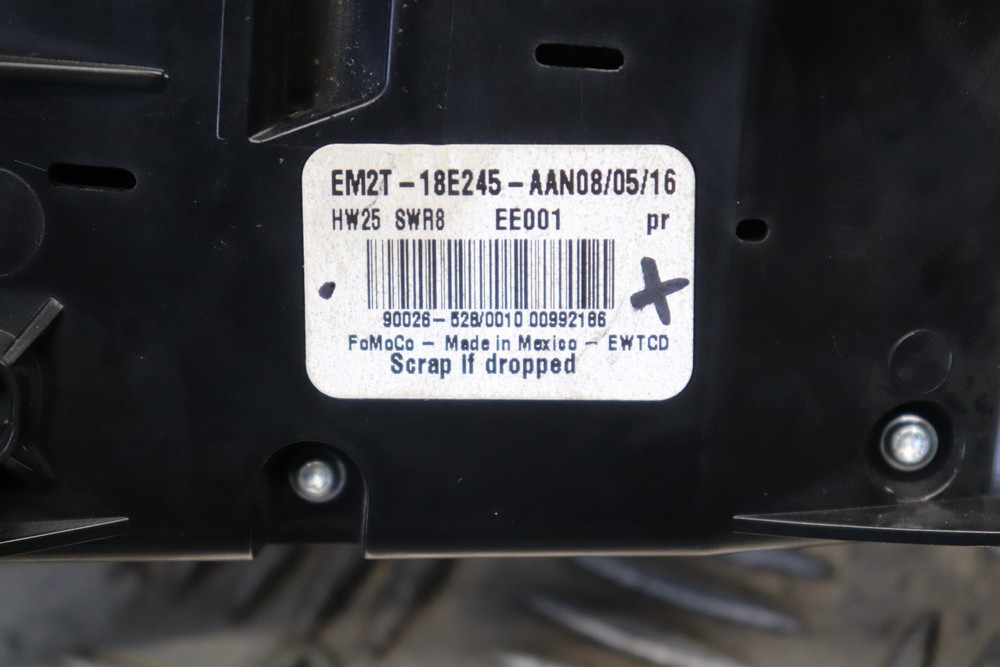 EM2T-18E245-AAN08/05/16
HW25 SWR8 EE001 pr
90026-528/0010 00992186
FoMoCo - Made in Mexico - EWTCD
Scrap If dropped